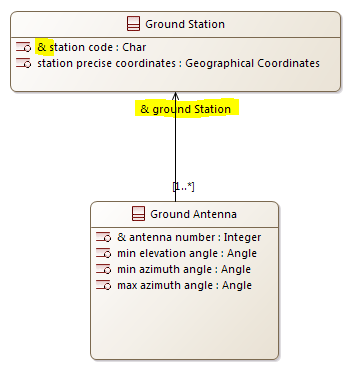 Ground Station
& station code : Char
station precise coordinates : Geographical Coordinates
& ground Station
[1..*]
Ground Antenna
& antenna number : Integer
min elevation angle : Angle
min azimuth angle : Angle
max azimuth angle : Angle